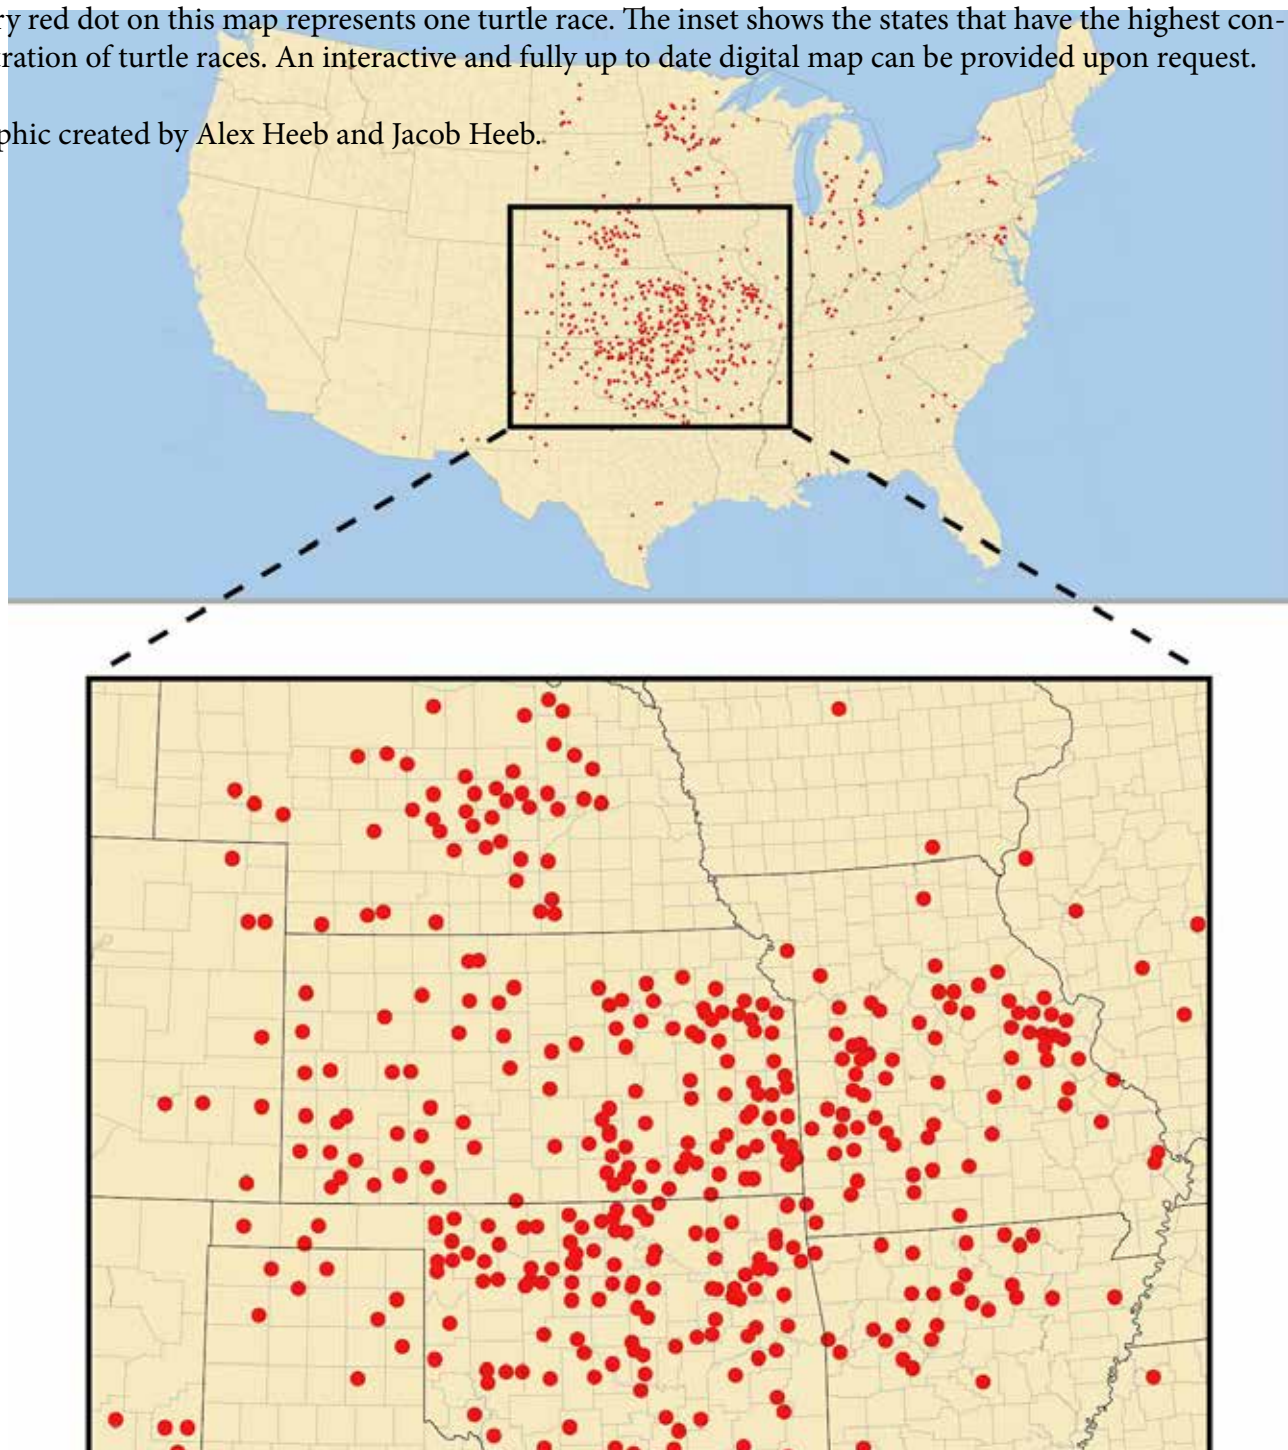 ry red dot on this map represents one turtle race. The inset shows the states that have the highest con-
ration of turtle races. An interactive and fully up to date digital map can be provided upon request.
phic created by Alex Heeb and Jacob Heeb.